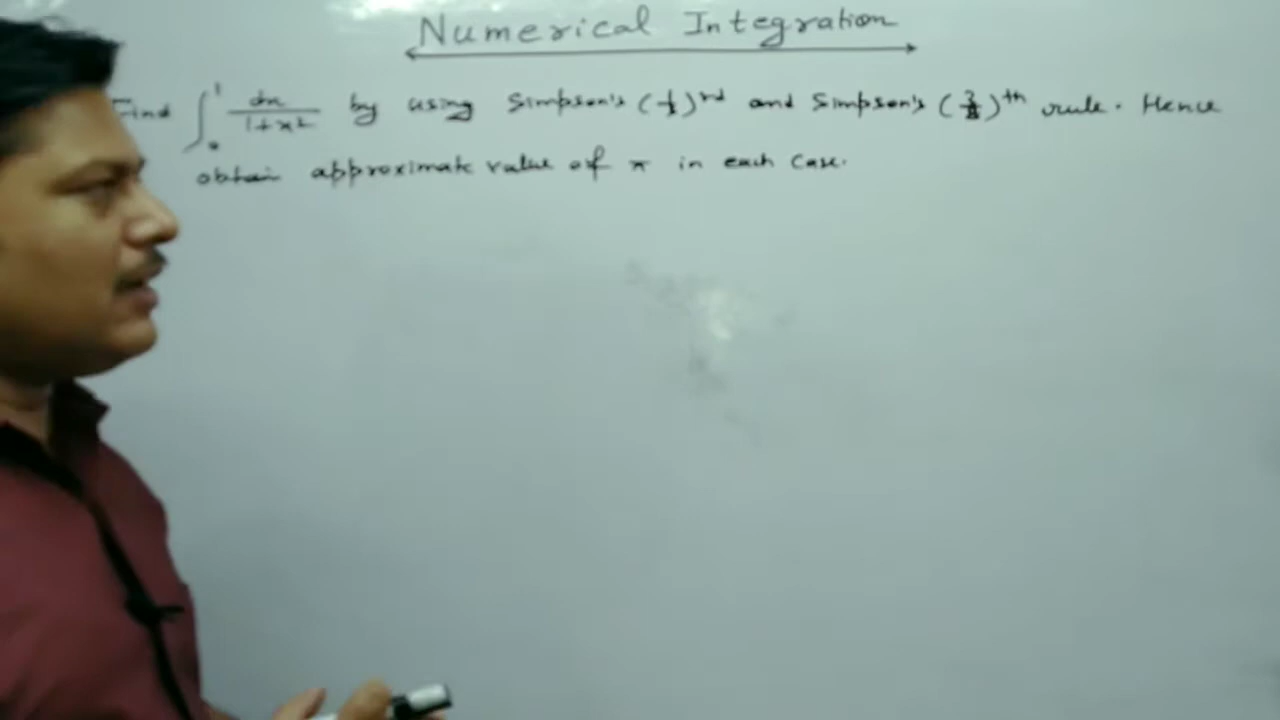 Numerical Integration
Find ∫₀¹ dx/1+x² by using Simpson's (1/3)rd and Simpson's (3/8)th rule. Hence
obtain approximate value of π in each case.